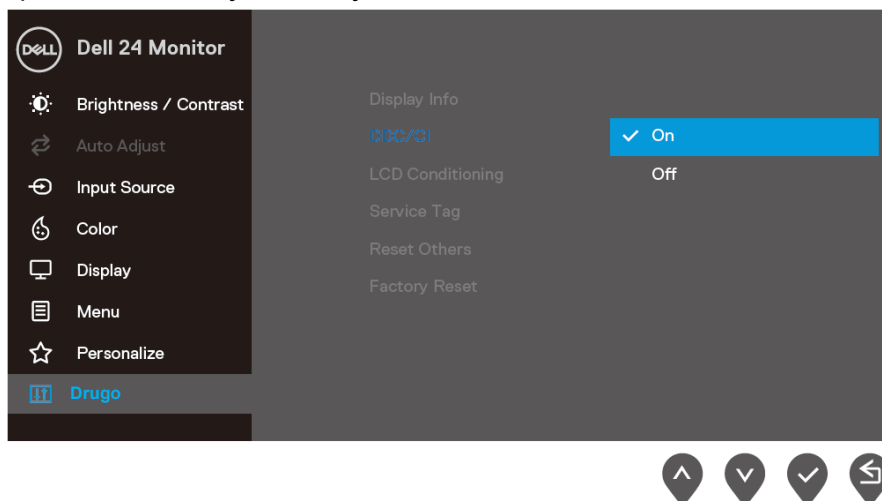 DELL
Dell 24 Monitor
Brightness / Contrast
Auto Adjust
Input Source
Color
Display
Menu
Personalize
Drugo
Display Info
DDC/CI
LCD Conditioning
Service Tag
Reset Others
Factory Reset
On
Off